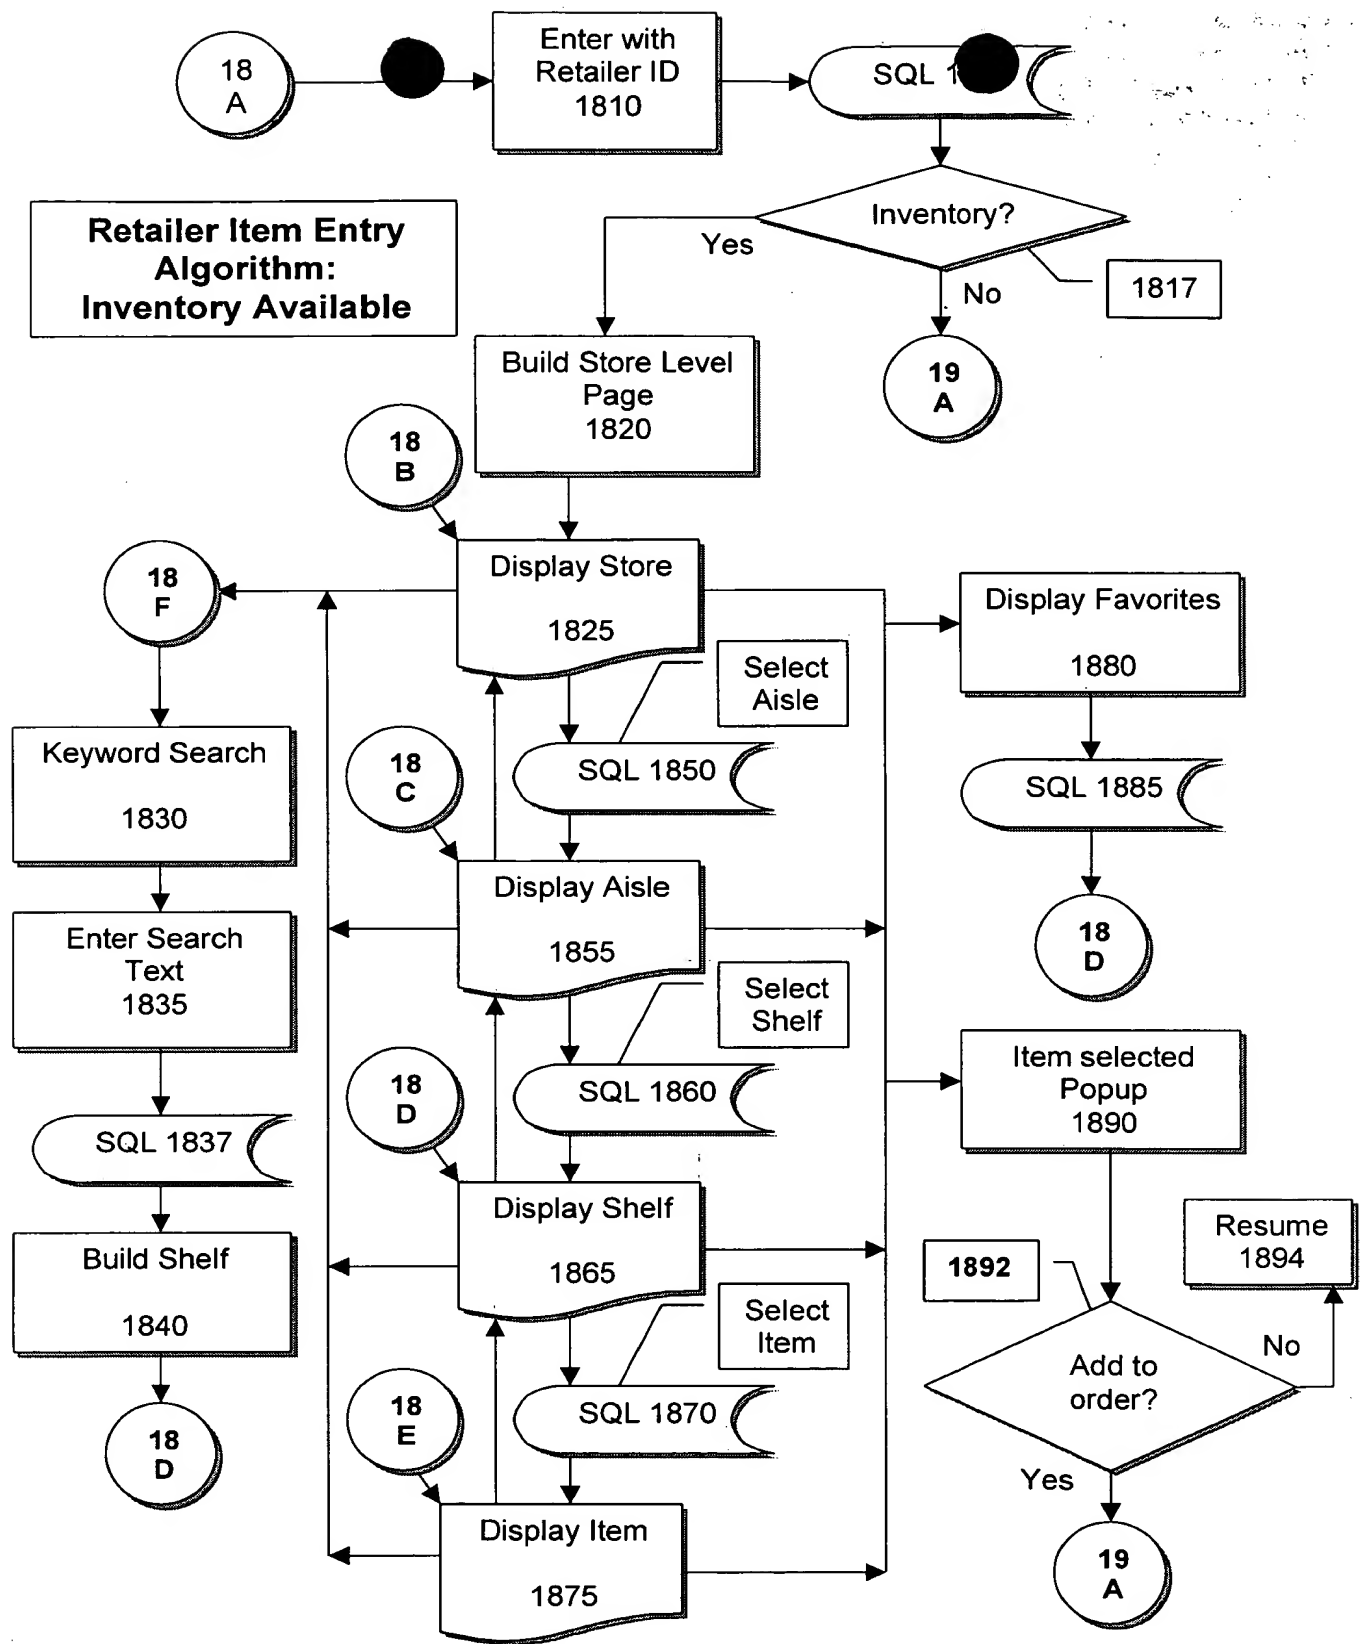 18
A
Enter with
Retailer ID
1810
SQL
Retailer Item Entry
Algorithm:
Inventory Available
Inventory?
Yes
No
1817
Build Store Level
Page
1820
19
A
18
B
18
F
Display Store
1825
Select
Aisle
Display Favorites
1880
Keyword Search
1830
18
C
SQL 1850
SQL 1885
Display Aisle
1855
Enter Search
Text
1835
Select
Shelf
18
D
18
D
SQL 1860
Item selected
Popup
1890
SQL 1837
Display Shelf
1865
Build Shelf
1840
Select
Item
1892
Resume
1894
Add to
order?
No
Yes
18
E
SQL 1870
18
D
Display Item
1875
19
A